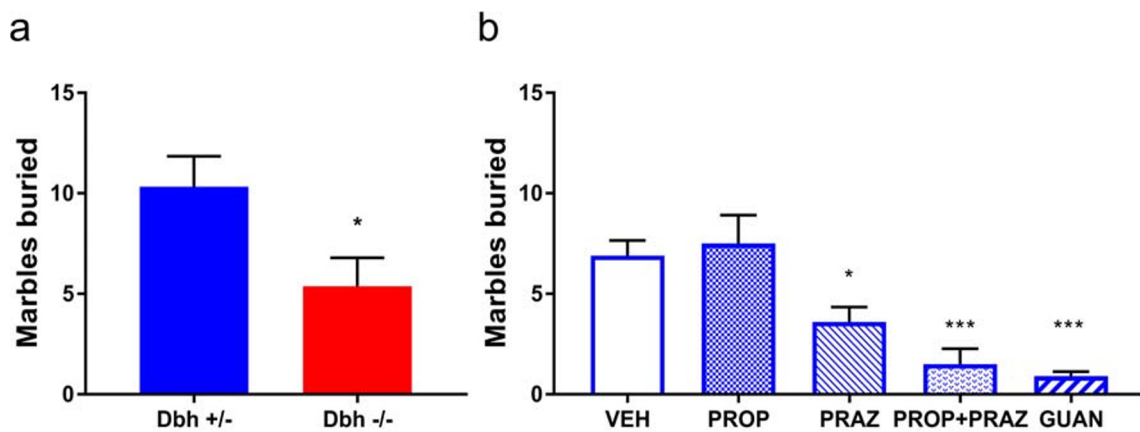 a
b
15
10
5
0
Marbles buried
*
Dbh +/-
Dbh -/-
15
10
5
0
Marbles buried
*
***
***
VEH
PROP
PRAZ
PROP+PRAZ
GUAN